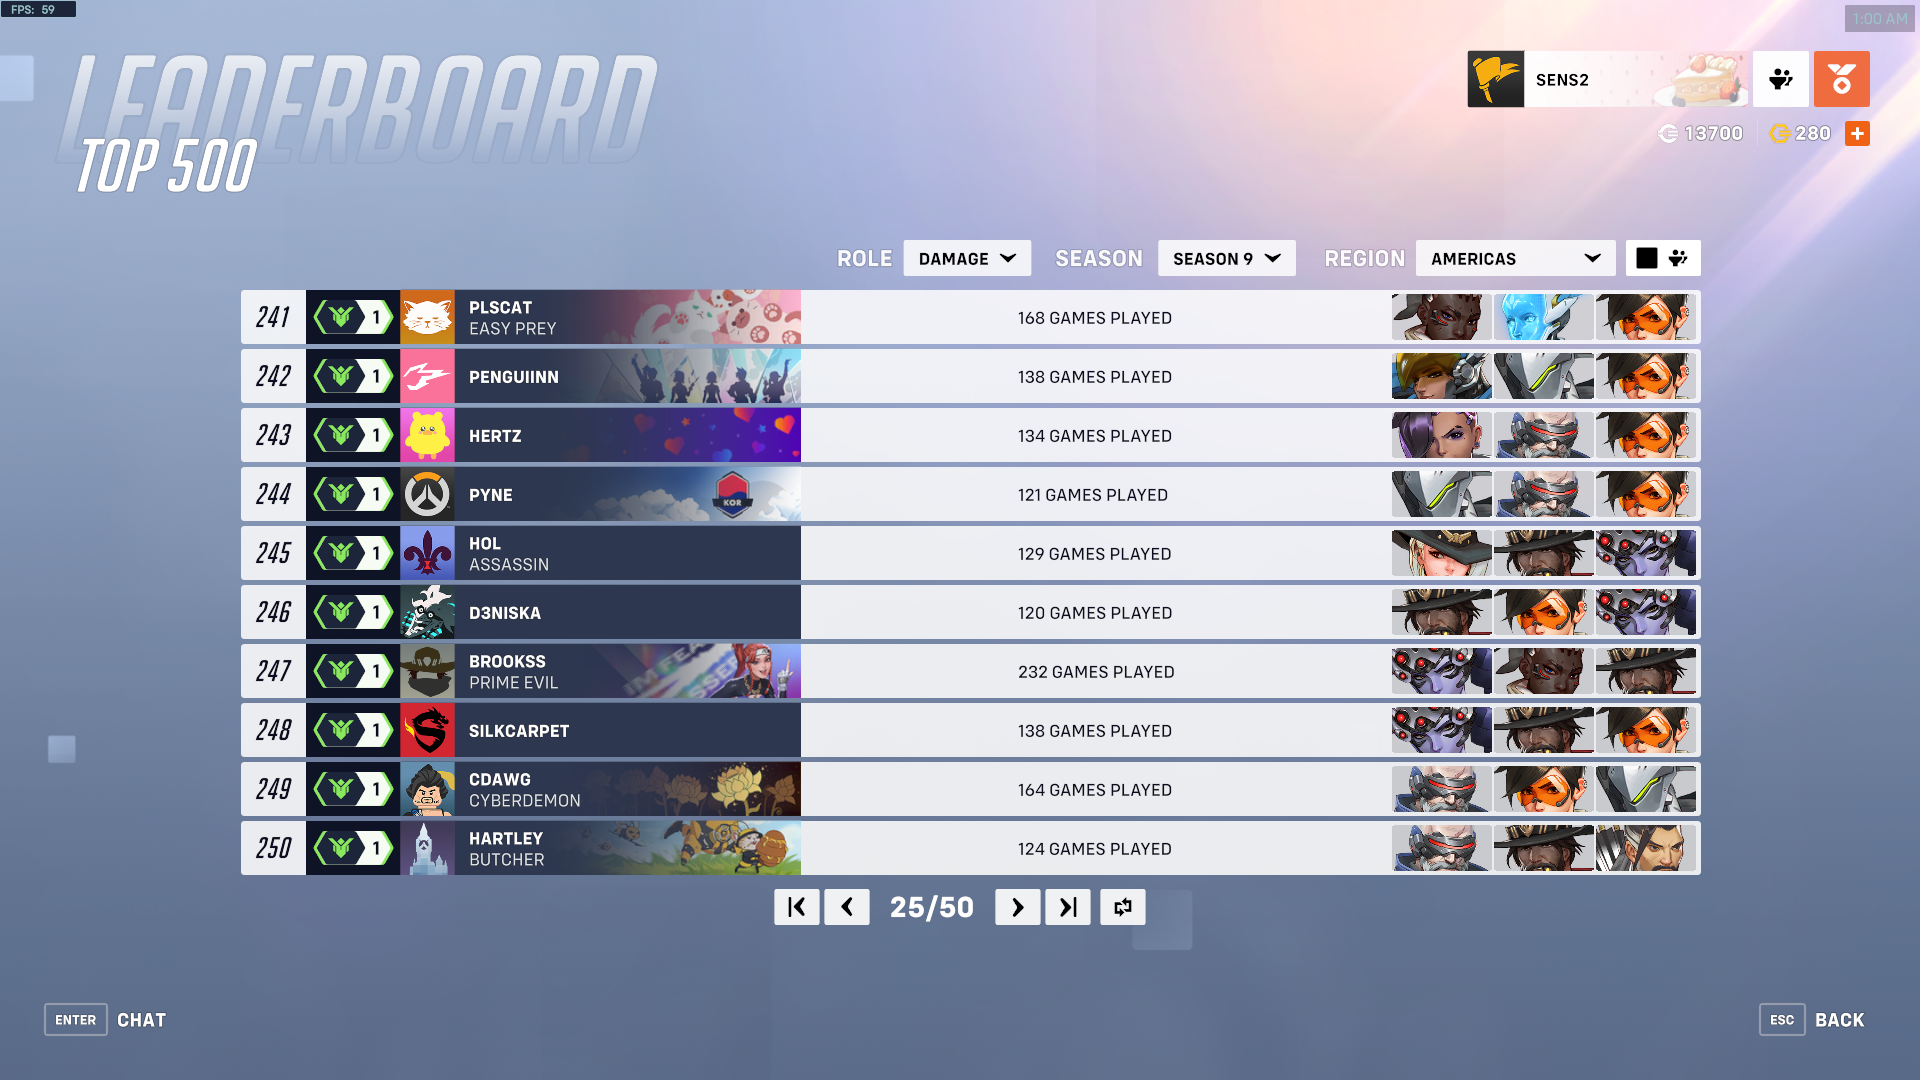 FPS: 59
1:00 AM
LEADERBOARD
TOP 500
SENS2
13700
280
ROLE DAMAGE SEASON SEASON 9 REGION AMERICAS
241 1 PLSCAT
EASY PREY
168 GAMES PLAYED
242 1 PENGUIINN 138 GAMES PLAYED
243 1 HERTZ 134 GAMES PLAYED
244 1 PYNE KOR 121 GAMES PLAYED
245 1 HOL
ASSASSIN
129 GAMES PLAYED
246 1 D3NISKA 120 GAMES PLAYED
247 1 BROOKSS
PRIME EVIL
232 GAMES PLAYED
248 1 SILKCARPET 138 GAMES PLAYED
249 1 CDAWG
CYBERDEMON
164 GAMES PLAYED
250 1 HARTLEY
BUTCHER
124 GAMES PLAYED
25/50
ENTER CHAT
ESC BACK